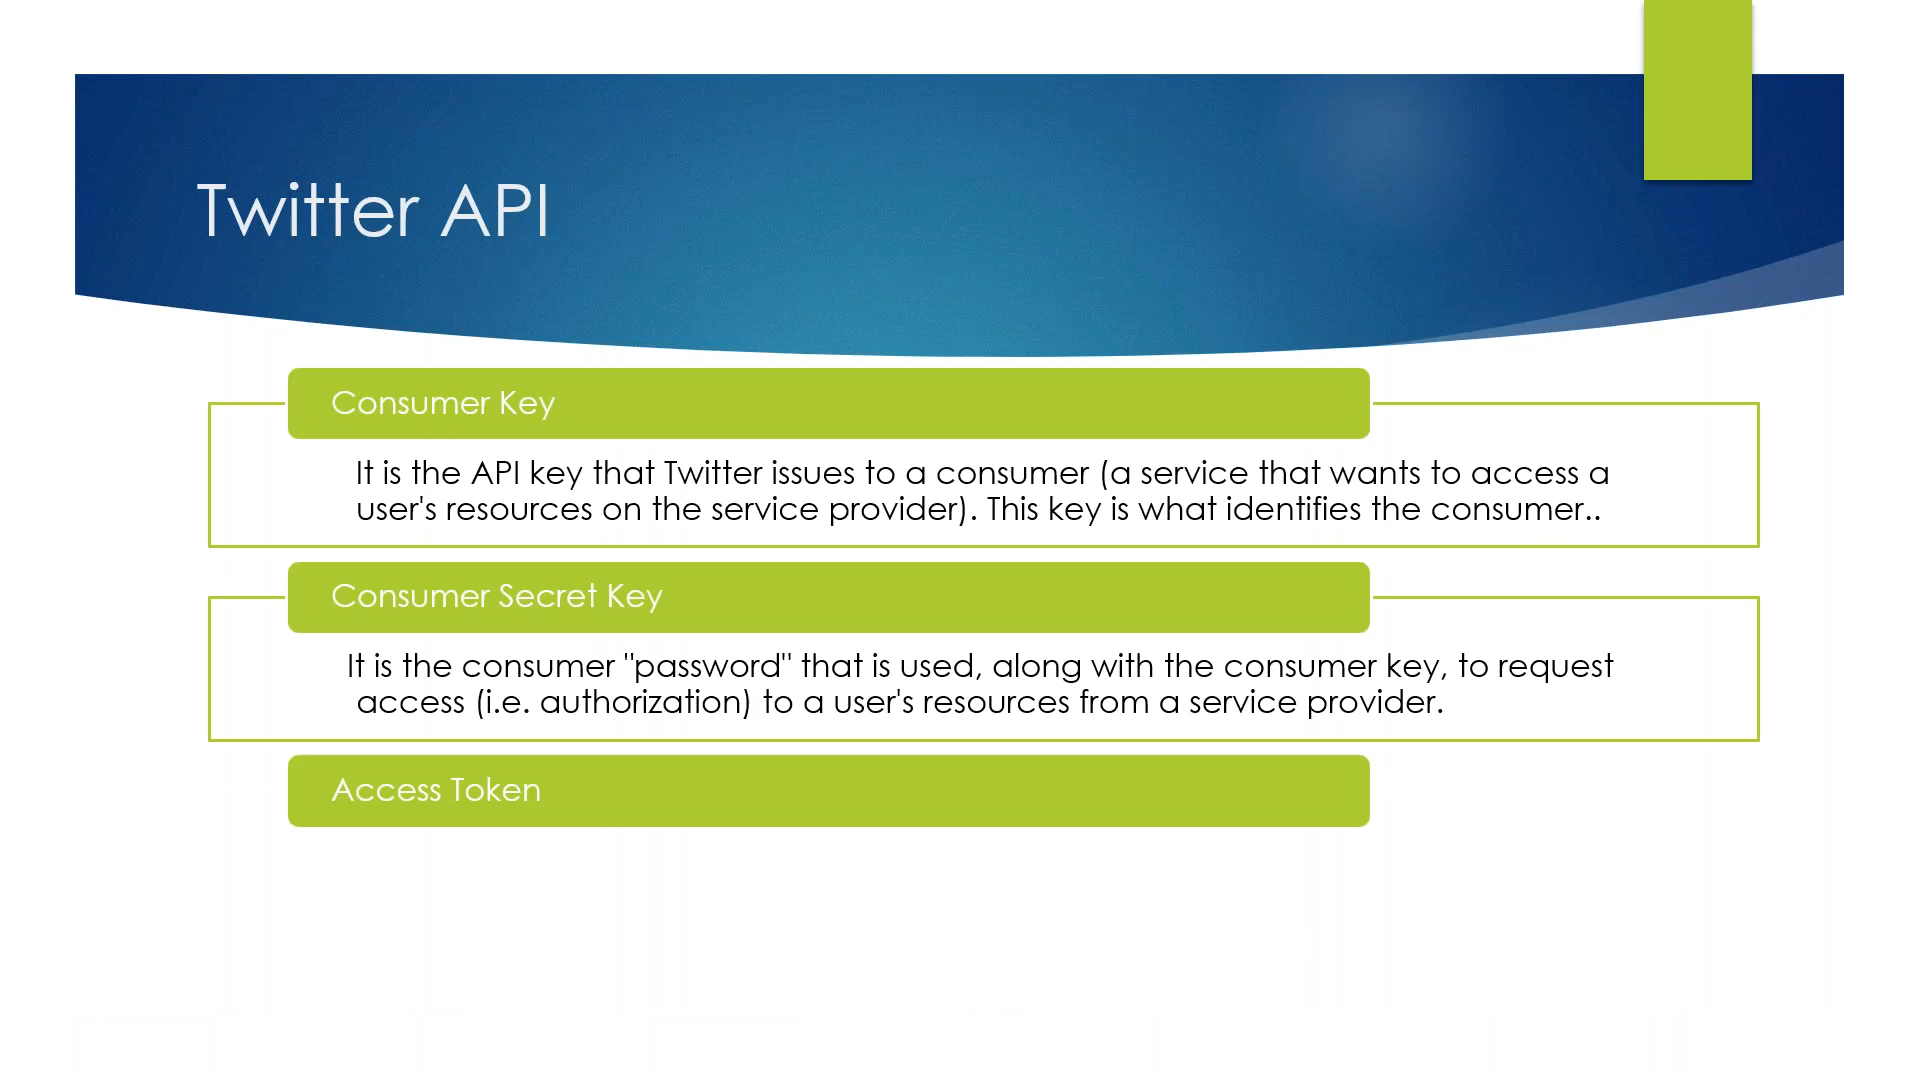 Twitter API
Consumer Key
It is the API key that Twitter issues to a consumer (a service that wants to access a
user's resources on the service provider). This key is what identifies the consumer..
Consumer Secret Key
It is the consumer "password" that is used, along with the consumer key, to request
access (i.e. authorization) to a user's resources from a service provider.
Access Token